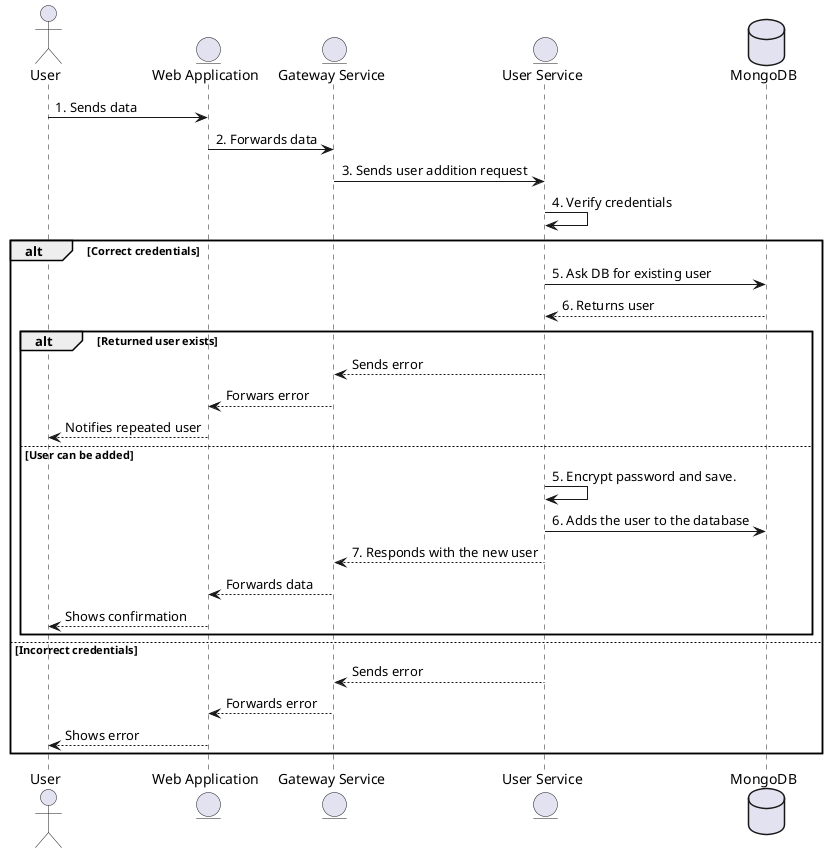 User
Web Application
Gateway Service
User Service
MongoDB
1. Sends data
2. Forwards data
3. Sends user addition request
4. Verify credentials
alt [Correct credentials]
5. Ask DB for existing user
6. Returns user
alt [Returned user exists]
Sends error
Forwars error
Notifies repeated user
[User can be added]
5. Encrypt password and save.
6. Adds the user to the database
7. Responds with the new user
Forwards data
Shows confirmation
[Incorrect credentials]
Sends error
Forwards error
Shows error
User
Web Application
Gateway Service
User Service
MongoDB